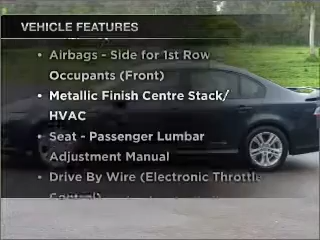 VEHICLE FEATURES
• Airbags - Side for 1st Row
Occupants (Front)
• Metallic Finish Centre Stack/
HVAC
• Seat - Passenger Lumbar
Adjustment Manual
• Drive By Wire (Electronic Throttle
Control)